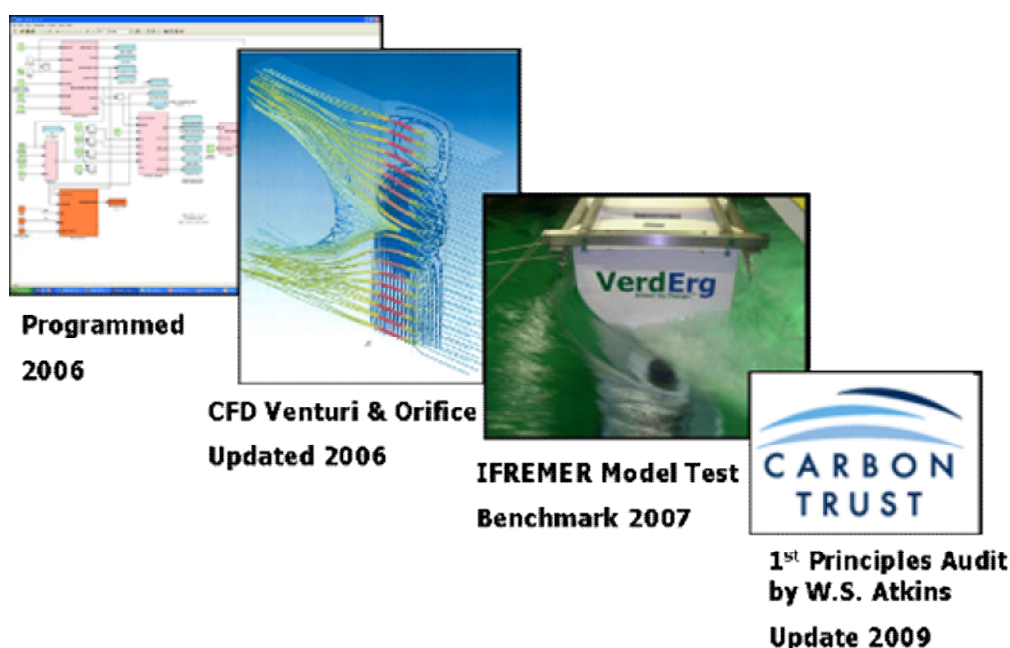 Programmed
2006
CFD Venturi & Orifice
Updated 2006
VerdErg
IFREMER Model Test
Benchmark 2007
CARBON
TRUST
1st Principles Audit
by W.S. Atkins
Update 2009